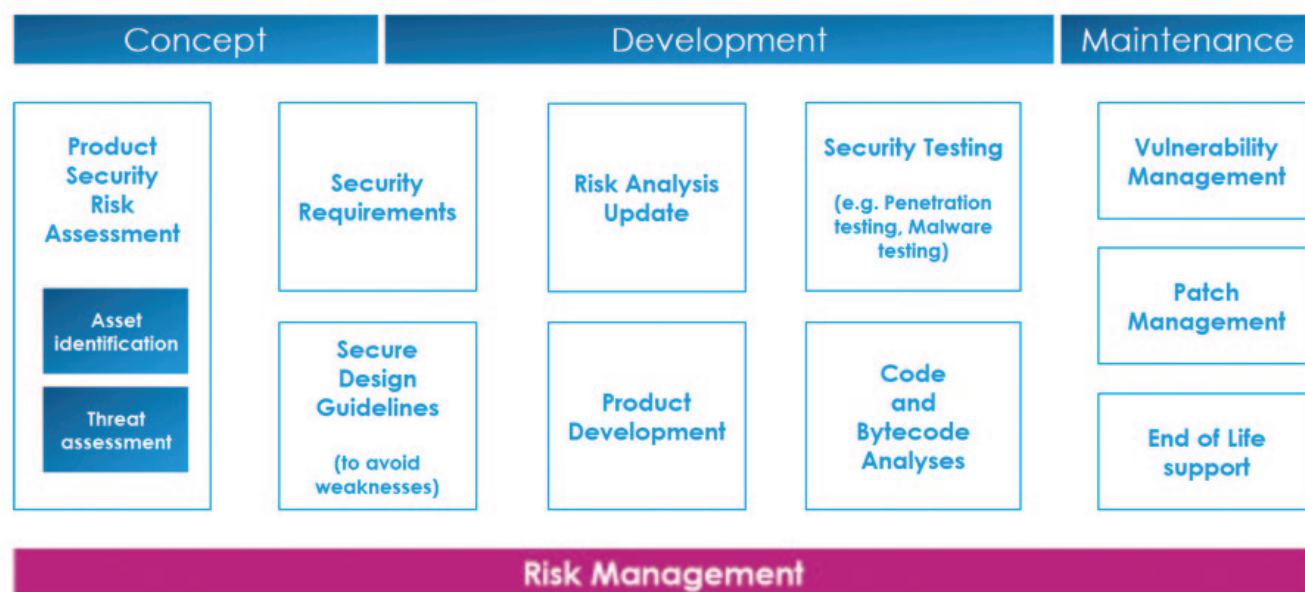 Concept
Development
Maintenance
Product
Security
Risk
Assessment
Asset
identification
Threat
assessment
Security
Requirements
Secure
Design
Guidelines
(to avoid
weaknesses)
Risk Analysis
Update
Product
Development
Security Testing
(e.g. Penetration
testing, Malware
testing)
Code
and
Bytecode
Analyses
Vulnerability
Management
Patch
Management
End of Life
support
Risk Management